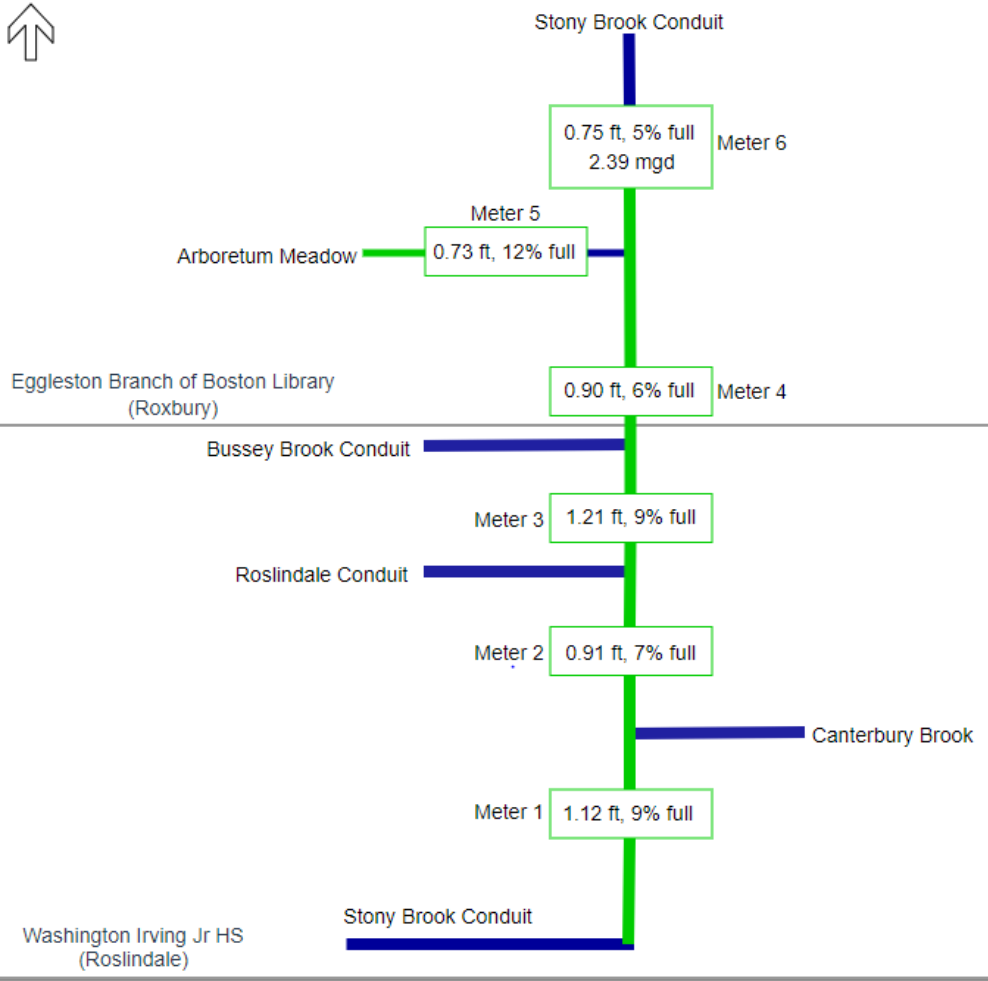 Stony Brook Conduit
0.75 ft, 5% full
2.39 mgd
Meter 6
Meter 5
Arboretum Meadow
0.73 ft, 12% full
Eggleston Branch of Boston Library
(Roxbury)
0.90 ft, 6% full
Meter 4
Bussey Brook Conduit
Meter 3
1.21 ft, 9% full
Roslindale Conduit
Meter 2
0.91 ft, 7% full
Canterbury Brook
Meter 1
1.12 ft, 9% full
Stony Brook Conduit
Washington Irving Jr HS
(Roslindale)